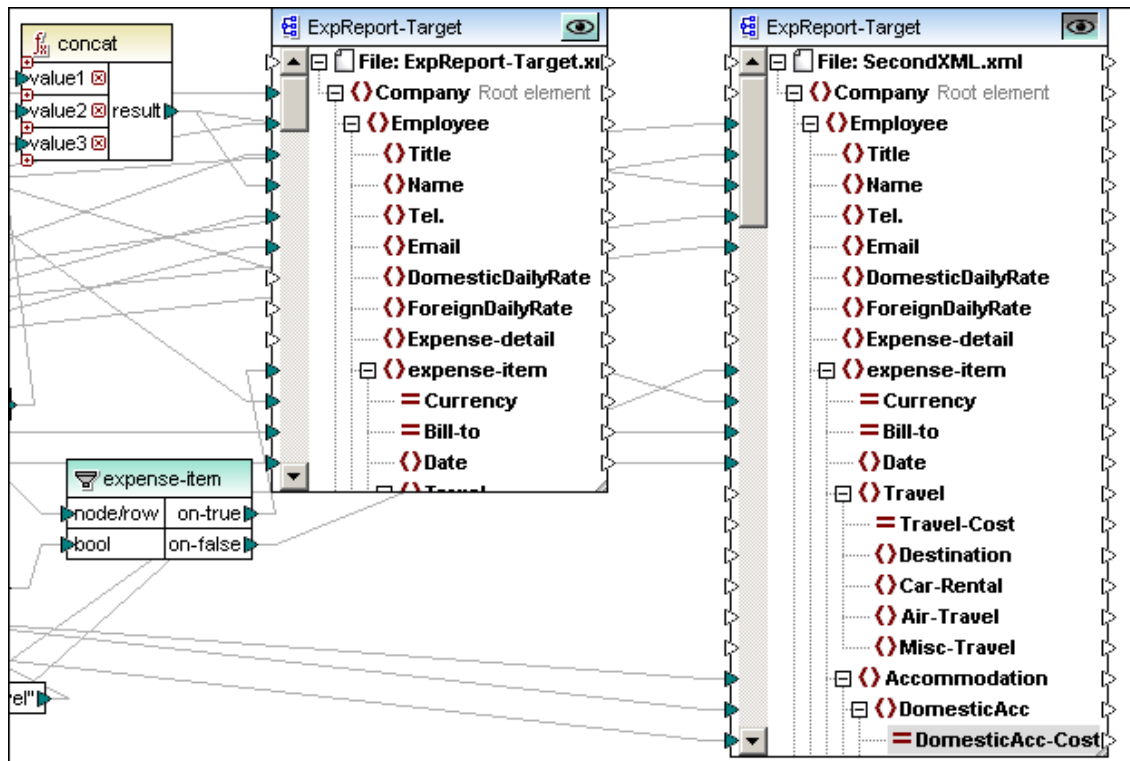 concat
value1
value2 result
value3
expense-item
node/row on-true
bool on-false
el"
ExpReport-Target
File: ExpReport-Target.x
Company Root element
Employee
Title
Name
Tel.
Email
DomesticDailyRate
ForeignDailyRate
Expense-detail
expense-item
Currency
Bill-to
Date
Travel
ExpReport-Target
File: SecondXML.xml
Company Root element
Employee
Title
Name
Tel.
Email
DomesticDailyRate
ForeignDailyRate
Expense-detail
expense-item
Currency
Bill-to
Date
Travel
Travel-Cost
Destination
Car-Rental
Air-Travel
Misc-Travel
Accommodation
DomesticAcc
DomesticAcc-Cost